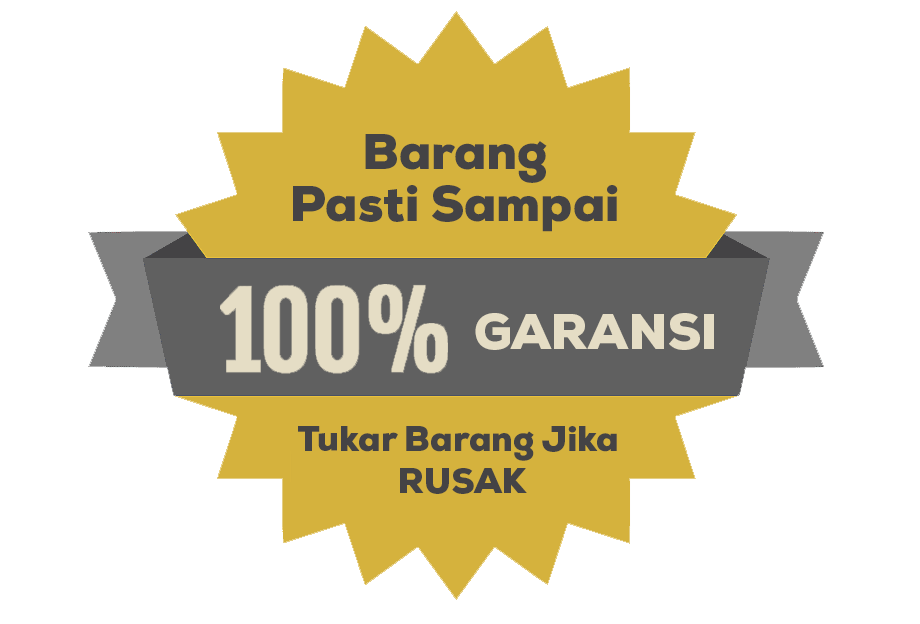 Barang
Pasti Sampai
100% GARANSI
Tukar Barang Jika
RUSAK